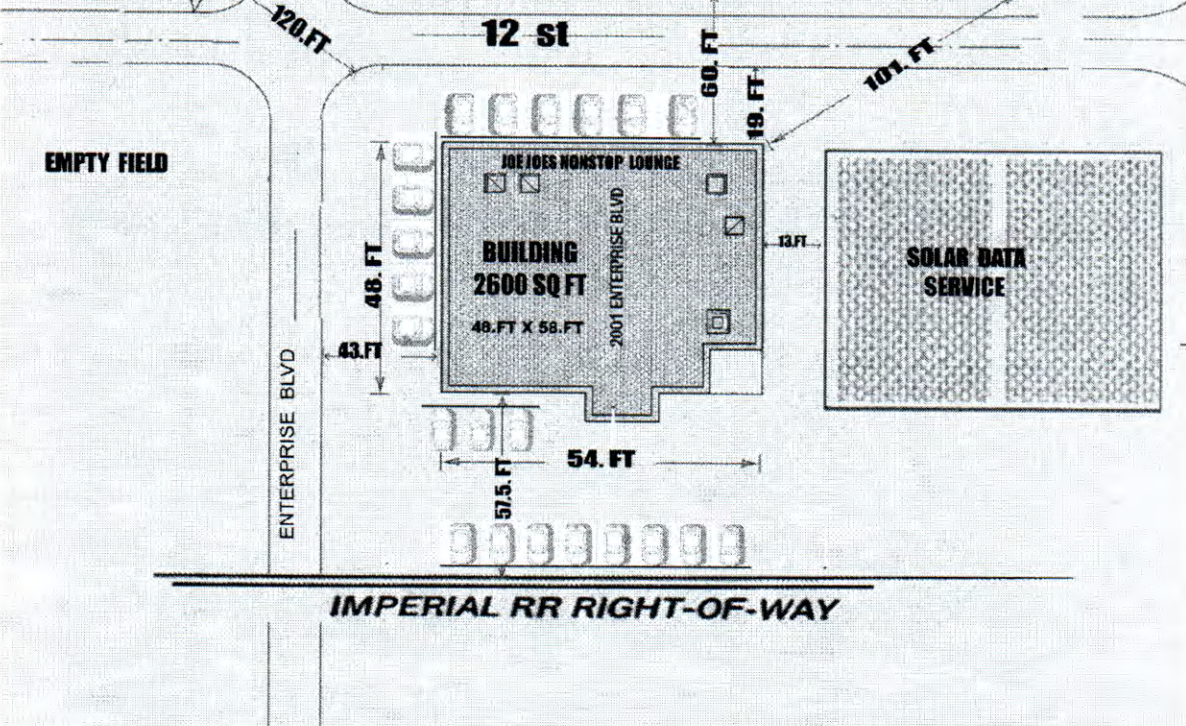 120.FT
12 st
60. FT
19. FT
101. FT
EMPTY FIELD
JOE JOES NONSTOP LOUNGE
BUILDING
2600 SQ FT
48.FT X 58.FT
2001 ENTERPRISE BLVD
48. FT
43.FT
13.FT
SOLAR DATA
SERVICE
ENTERPRISE BLVD
54. FT
57.5. FT
IMPERIAL RR RIGHT-OF-WAY